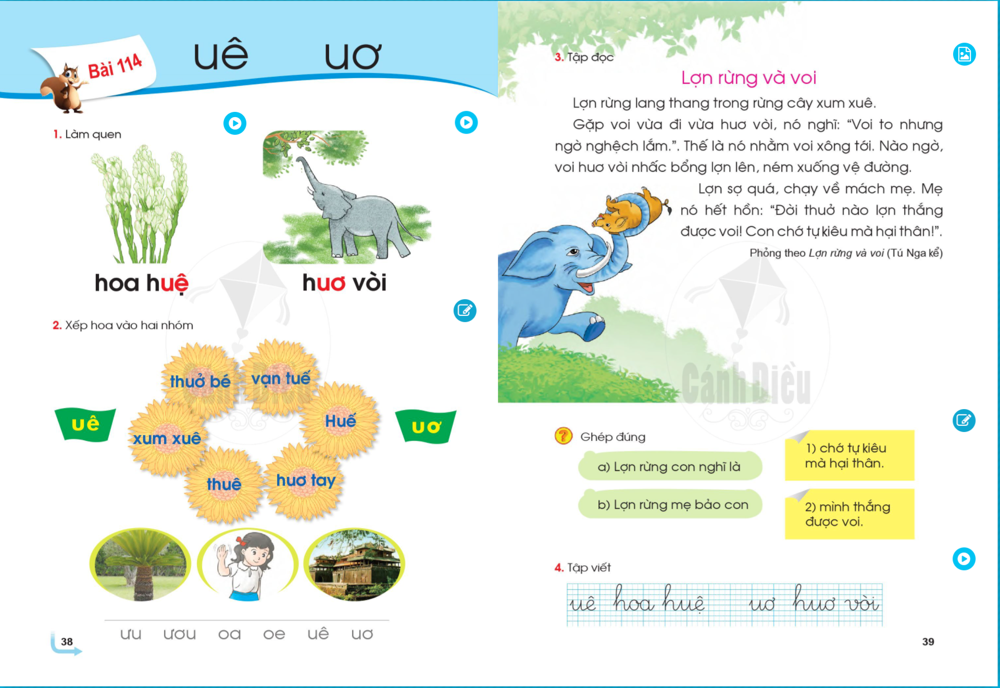 Bài 114
uê uơ
1. Làm quen
hoa huệ
huơ vòi
2. Xếp hoa vào hai nhóm
thuở bé
vạn tuế
uê
xum xuê
Huế
uơ
thuê
huơ tay
ưu ươu oa oe uê uơ
38
3. Tập đọc
Lợn rừng và voi
Lợn rừng lang thang trong rừng cây xum xuê.
Gặp voi vừa đi vừa huơ vòi, nó nghĩ: “Voi to nhưng
ngờ nghệch lắm.”. Thế là nó nhằm voi xông tới. Nào ngờ,
voi huơ vòi nhấc bổng lợn lên, ném xuống vệ đường.
Lợn sợ quá, chạy về mách mẹ. Mẹ
nó hết hồn: “Đời thuở nào lợn thắng
được voi! Con chớ tự kiêu mà hại thân!”.
Phỏng theo Lợn rừng và voi (Tú Nga kể)
Cánh Diều
Cánh Diều
? Ghép đúng
a) Lợn rừng con nghĩ là
b) Lợn rừng mẹ bảo con
1) chớ tự kiêu
mà hại thân.
2) mình thắng
được voi.
4. Tập viết
uê hoa huệ uơ huơ vòi
39